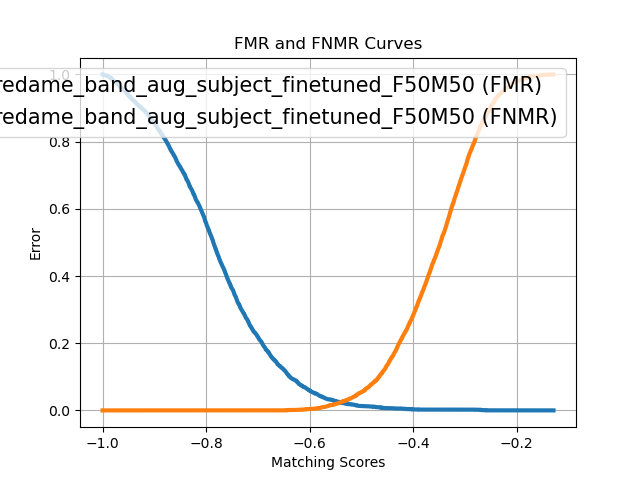 FMR and FNMR Curves
redame_band_aug_subject_finetuned_F50M50 (FMR)
redame_band_aug_subject_finetuned_F50M50 (FNMR)
1.0
0.8
0.6
0.4
0.2
0.0
Error
−1.0 −0.8 −0.6 −0.4 −0.2
Matching Scores